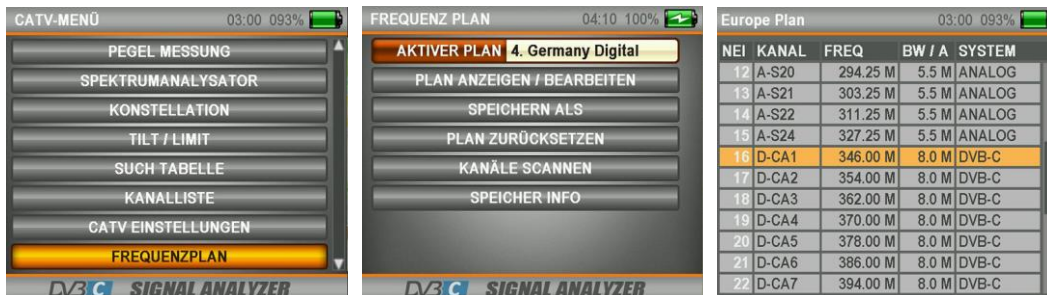 CATV-MENÜ 03:00 093%
PEGEL MESSUNG
SPEKTRUMANALYSATOR
KONSTELLATION
TILT / LIMIT
SUCH TABELLE
KANALLISTE
CATV EINSTELLUNGEN
FREQUENZPLAN
DVB C SIGNAL ANALYZER
FREQUENZ PLAN 04:10 100%
AKTIVER PLAN 4. Germany Digital
PLAN ANZEIGEN / BEARBEITEN
SPEICHERN ALS
PLAN ZURÜCKSETZEN
KANÄLE SCANNEN
SPEICHER INFO
DVB C SIGNAL ANALYZER
Europe Plan 03:00 093%
NEI KANAL FREQ BW / A SYSTEM
12 A-S20 294.25 M 5.5 M ANALOG
13 A-S21 303.25 M 5.5 M ANALOG
14 A-S22 311.25 M 5.5 M ANALOG
15 A-S24 327.25 M 5.5 M ANALOG
16 D-CA1 346.00 M 8.0 M DVB-C
17 D-CA2 354.00 M 8.0 M DVB-C
18 D-CA3 362.00 M 8.0 M DVB-C
19 D-CA4 370.00 M 8.0 M DVB-C
20 D-CA5 378.00 M 8.0 M DVB-C
21 D-CA6 386.00 M 8.0 M DVB-C
22 D-CA7 394.00 M 8.0 M DVB-C